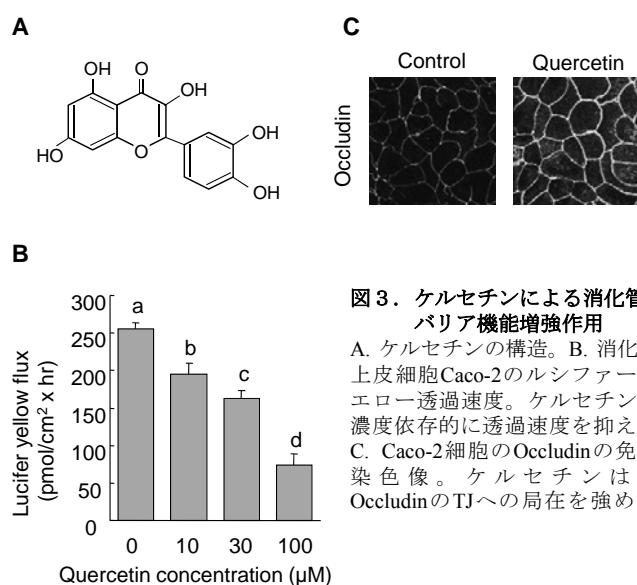 A
OH
O
OH
OH
HO
O
OH
C
Control
Quercetin
Occludin
B
Lucifer yellow flux
(pmol/cm² x hr)
300
250
200
150
100
50
0
a
b
c
d
0 10 30 100
Quercetin concentration (µM)
図３．ケルセチンによる消化管
バリア機能増強作用
A. ケルセチンの構造。B. 消化
上皮細胞Caco-2のルシファー
エロー透過速度。ケルセチン
濃度依存的に透過速度を抑え
C. Caco-2細胞のOccludinの免
染色像。ケルセチンは
OccludinのTJへの局在を強め